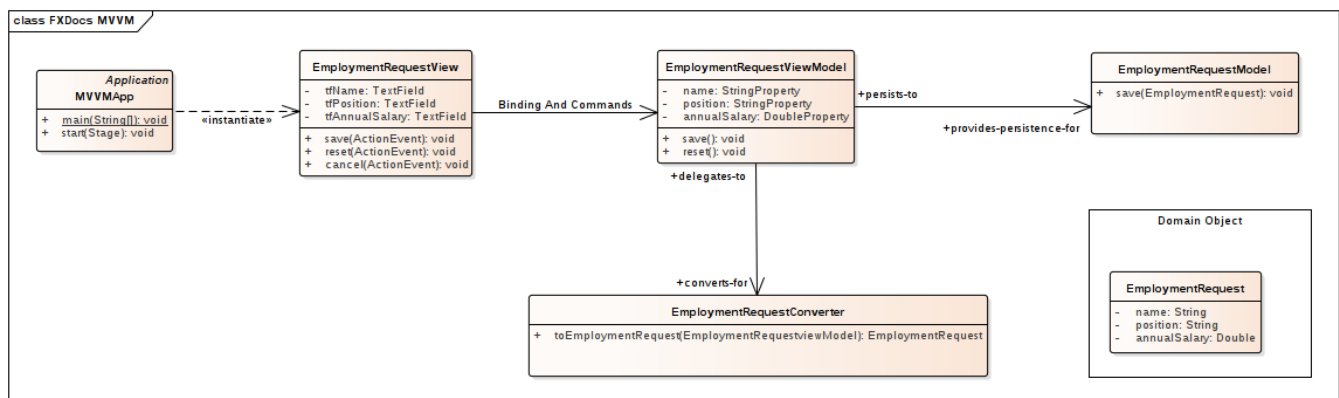 class FXDocs MVVM
Application
MVVMApp
+ main(String[]): void
+ start(Stage): void
«instantiate»
EmploymentRequestView
- tfName: TextField
- tfPosition: TextField
- tfAnnualSalary: TextField
+ save(ActionEvent): void
+ reset(ActionEvent): void
+ cancel(ActionEvent): void
Binding And Commands
EmploymentRequestViewModel
- name: StringProperty
- position: StringProperty
- annualSalary: DoubleProperty
+ save(): void
+ reset(): void
+persists-to
+provides-persistence-for
EmploymentRequestModel
+ save(EmploymentRequest): void
+delegates-to
+converts-for
EmploymentRequestConverter
+ toEmploymentRequest(EmploymentRequestviewModel): EmploymentRequest
Domain Object
EmploymentRequest
- name: String
- position: String
- annualSalary: Double